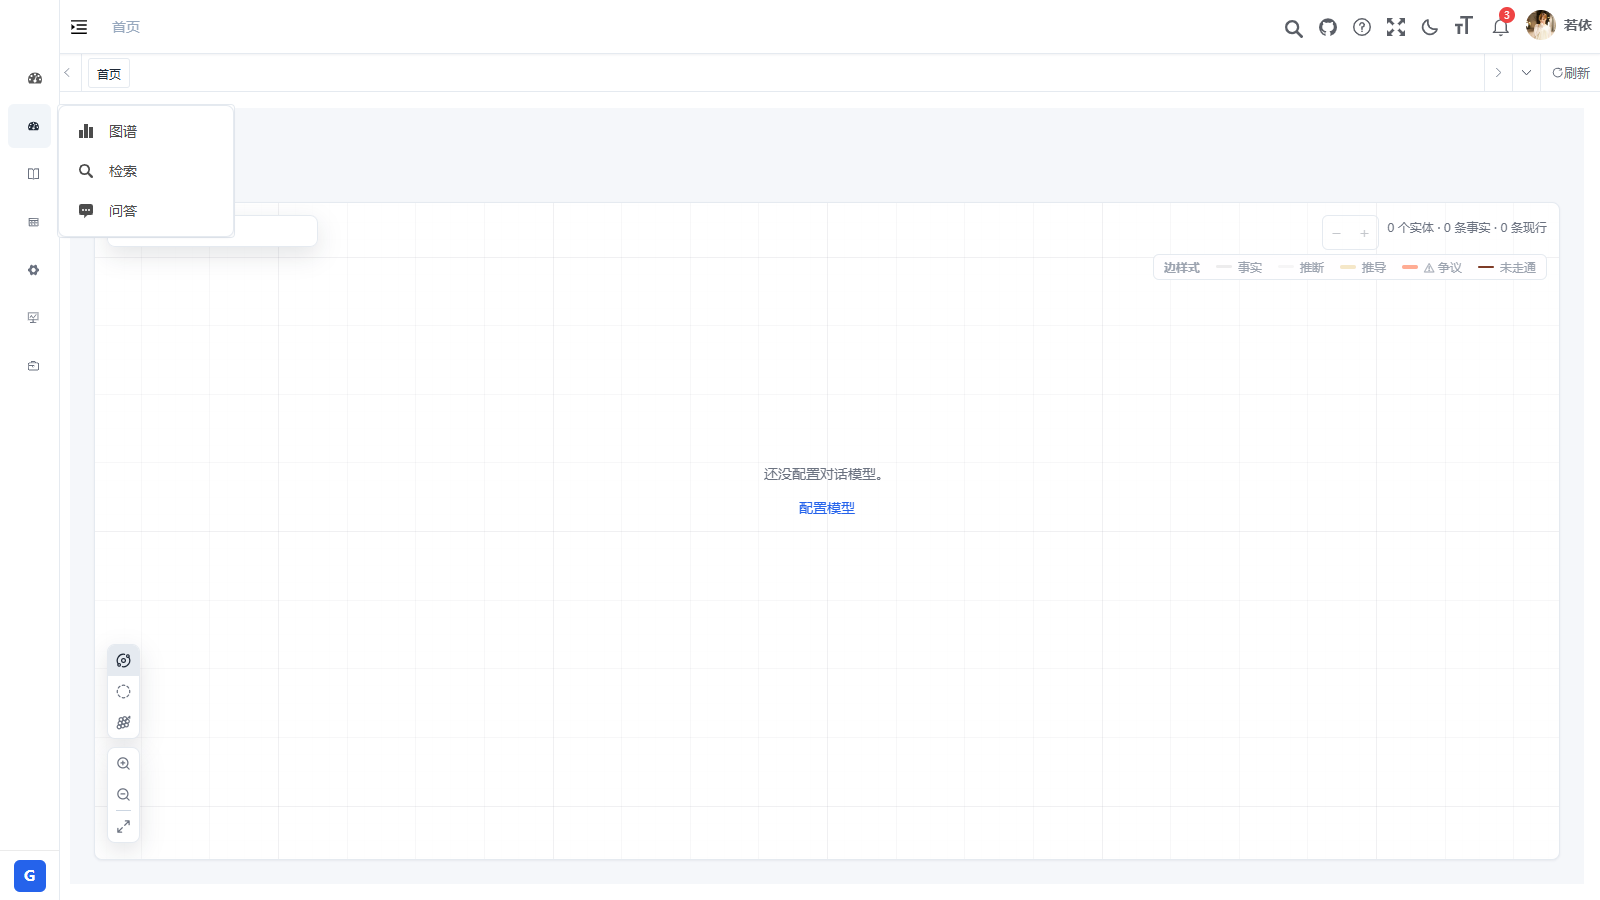 首页
3
若依
首页
刷新
图谱
检索
问答
0 个实体 · 0 条事实 · 0 条现行
边样式 事实 推断 推导 ⚠ 争议 未走通
还没配置对话模型。
配置模型
G